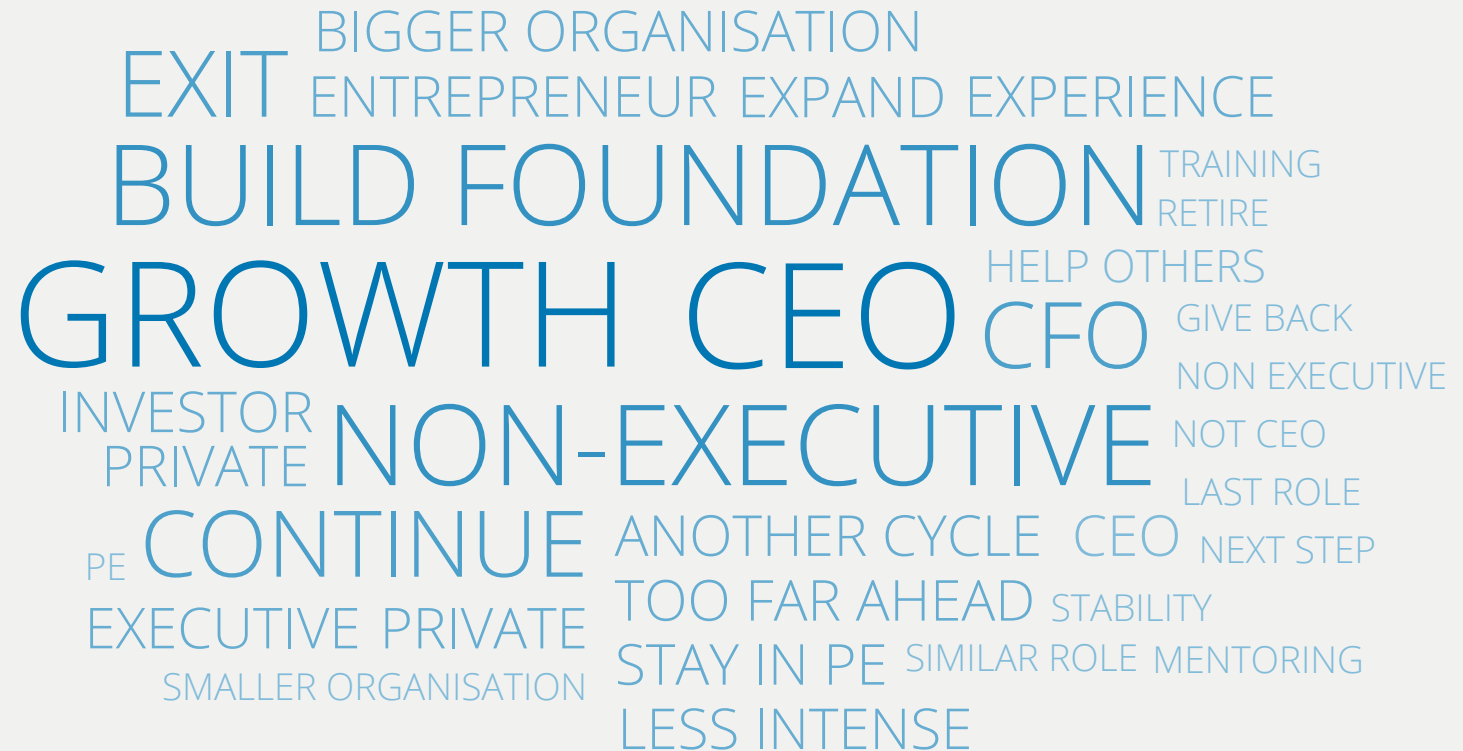 BIGGER ORGANISATION
EXIT
ENTREPRENEUR EXPAND EXPERIENCE
BUILD FOUNDATION
TRAINING
RETIRE
GROWTH CEO
HELP OTHERS
CFO
GIVE BACK
NON EXECUTIVE
INVESTOR
PRIVATE
NON-EXECUTIVE
NOT CEO
LAST ROLE
PE
CONTINUE
ANOTHER CYCLE
CEO
NEXT STEP
EXECUTIVE PRIVATE
TOO FAR AHEAD
STABILITY
STAY IN PE
SIMILAR ROLE
MENTORING
SMALLER ORGANISATION
LESS INTENSE